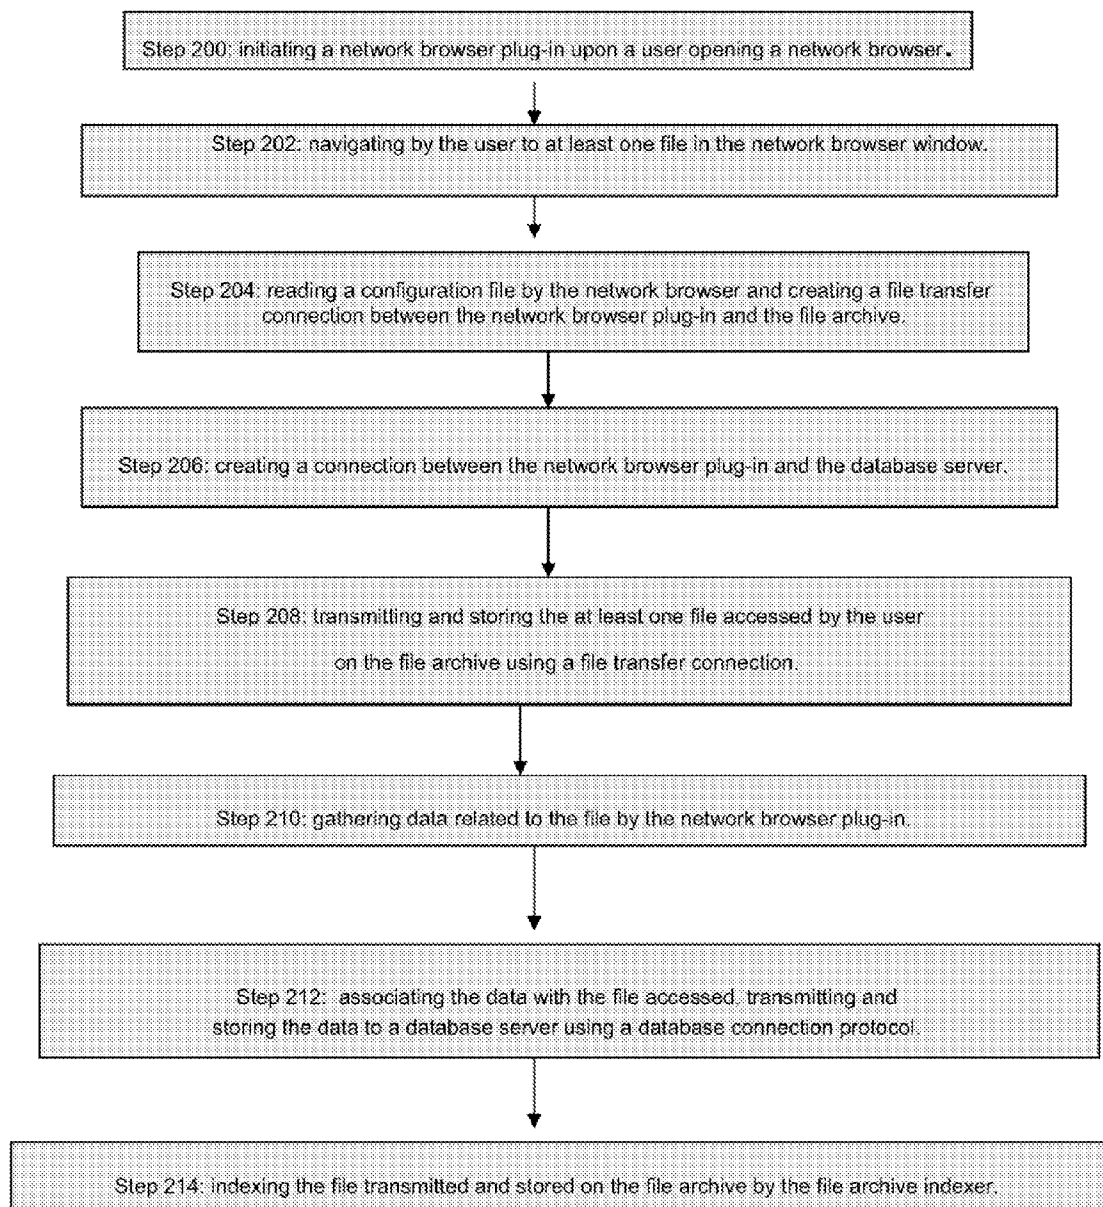 Step 200: initiating a network browser plug-in upon a user opening a network browser.
Step 202: navigating by the user to at least one file in the network browser window.
Step 204: reading a configuration file by the network browser and creating a file transfer
connection between the network browser plug-in and the file archive.
Step 206: creating a connection between the network browser plug-in and the database server.
Step 208: transmitting and storing the at least one file accessed by the user
on the file archive using a file transfer connection.
Step 210: gathering data related to the file by the network browser plug-in.
Step 212: associating the data with the file accessed, transmitting and
storing the data to a database server using a database connection protocol.
Step 214: indexing the file transmitted and stored on the file archive by the file archive indexer.